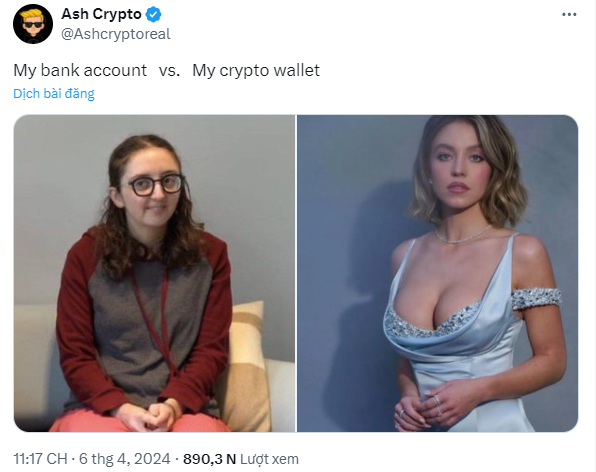 Ash Crypto
@Ashcryptoreal
My bank account vs. My crypto wallet
Dịch bài đăng
11:17 CH · 6 thg 4, 2024 · 890,3 N Lượt xem